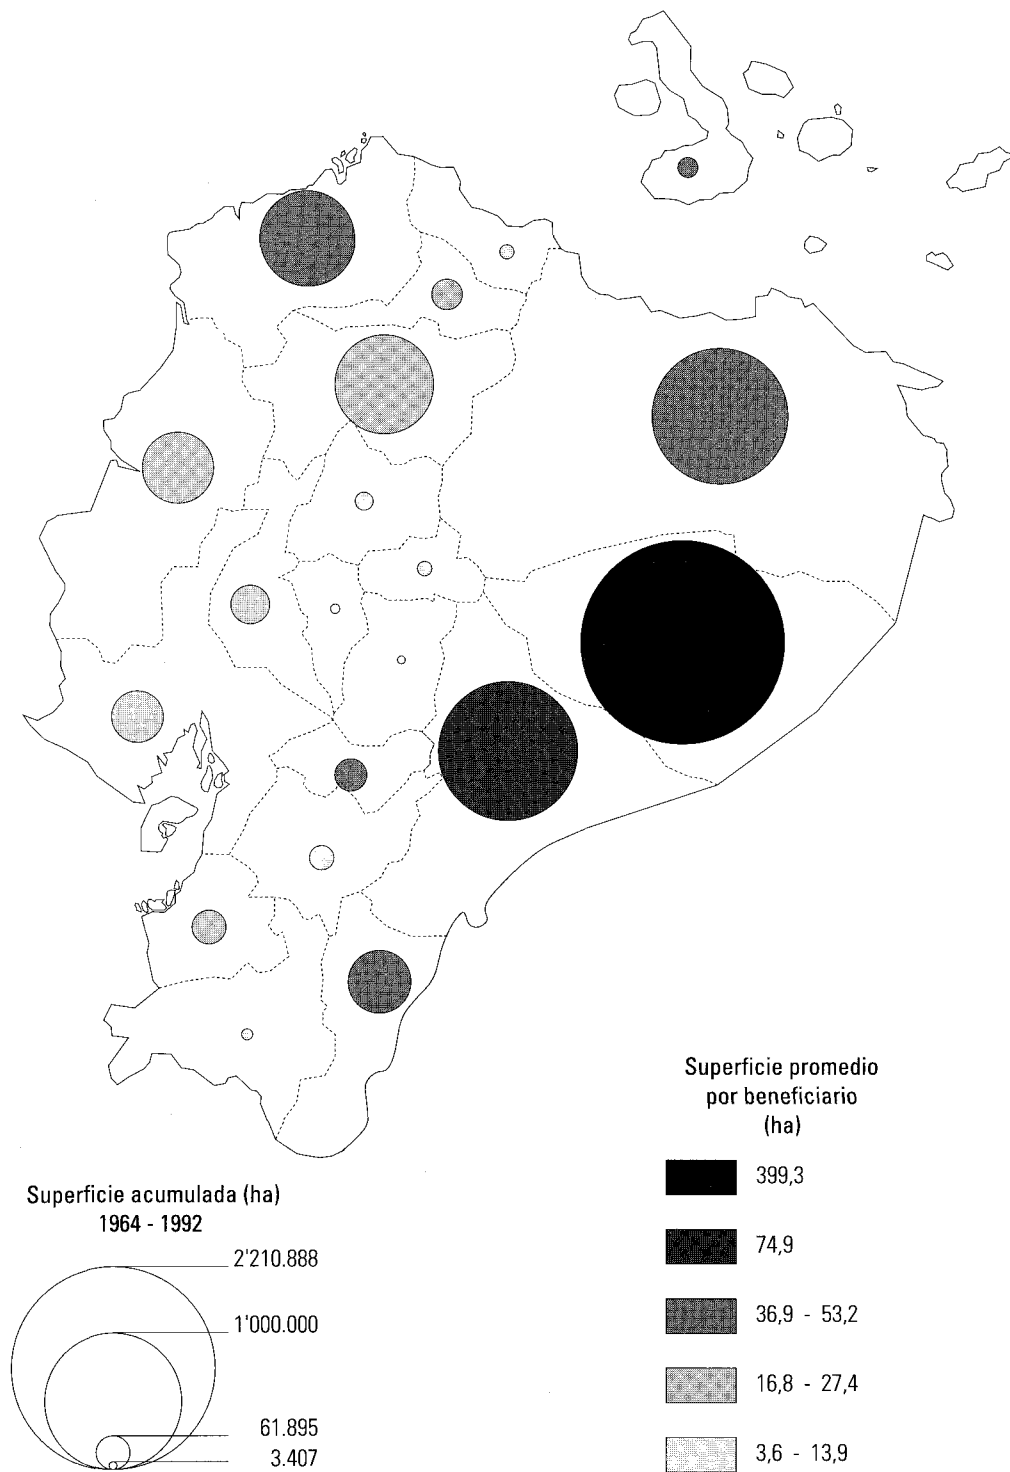 Superficie promedio
por beneficiario
(ha)
399,3
74,9
36,9 - 53,2
16,8 - 27,4
3,6 - 13,9
Superficie acumulada (ha)
1964 - 1992
2'210.888
1'000.000
61.895
3.407